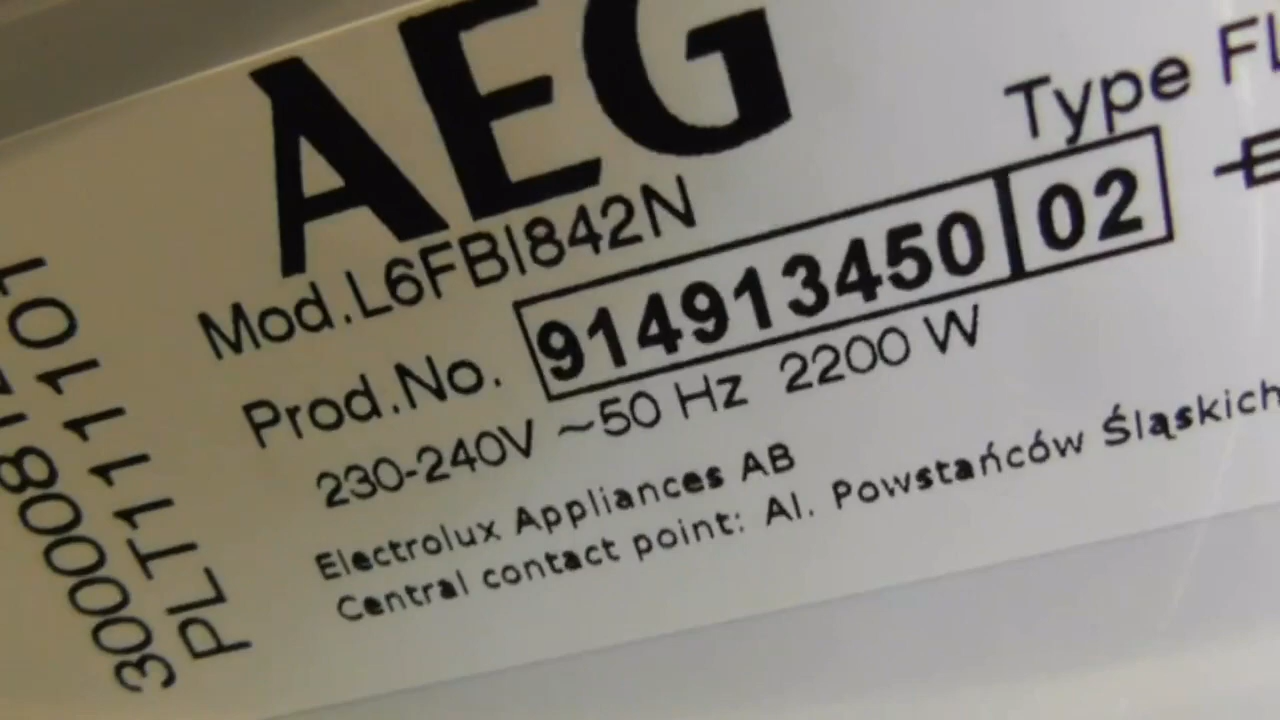 AEG
Type FL
Mod.L6FBI842N
Prod.No. 914913450 02
230-240V ~50 Hz 2200 W
Electrolux Appliances AB
Central contact point: Al. Powstańców Śląskich
PLT111101